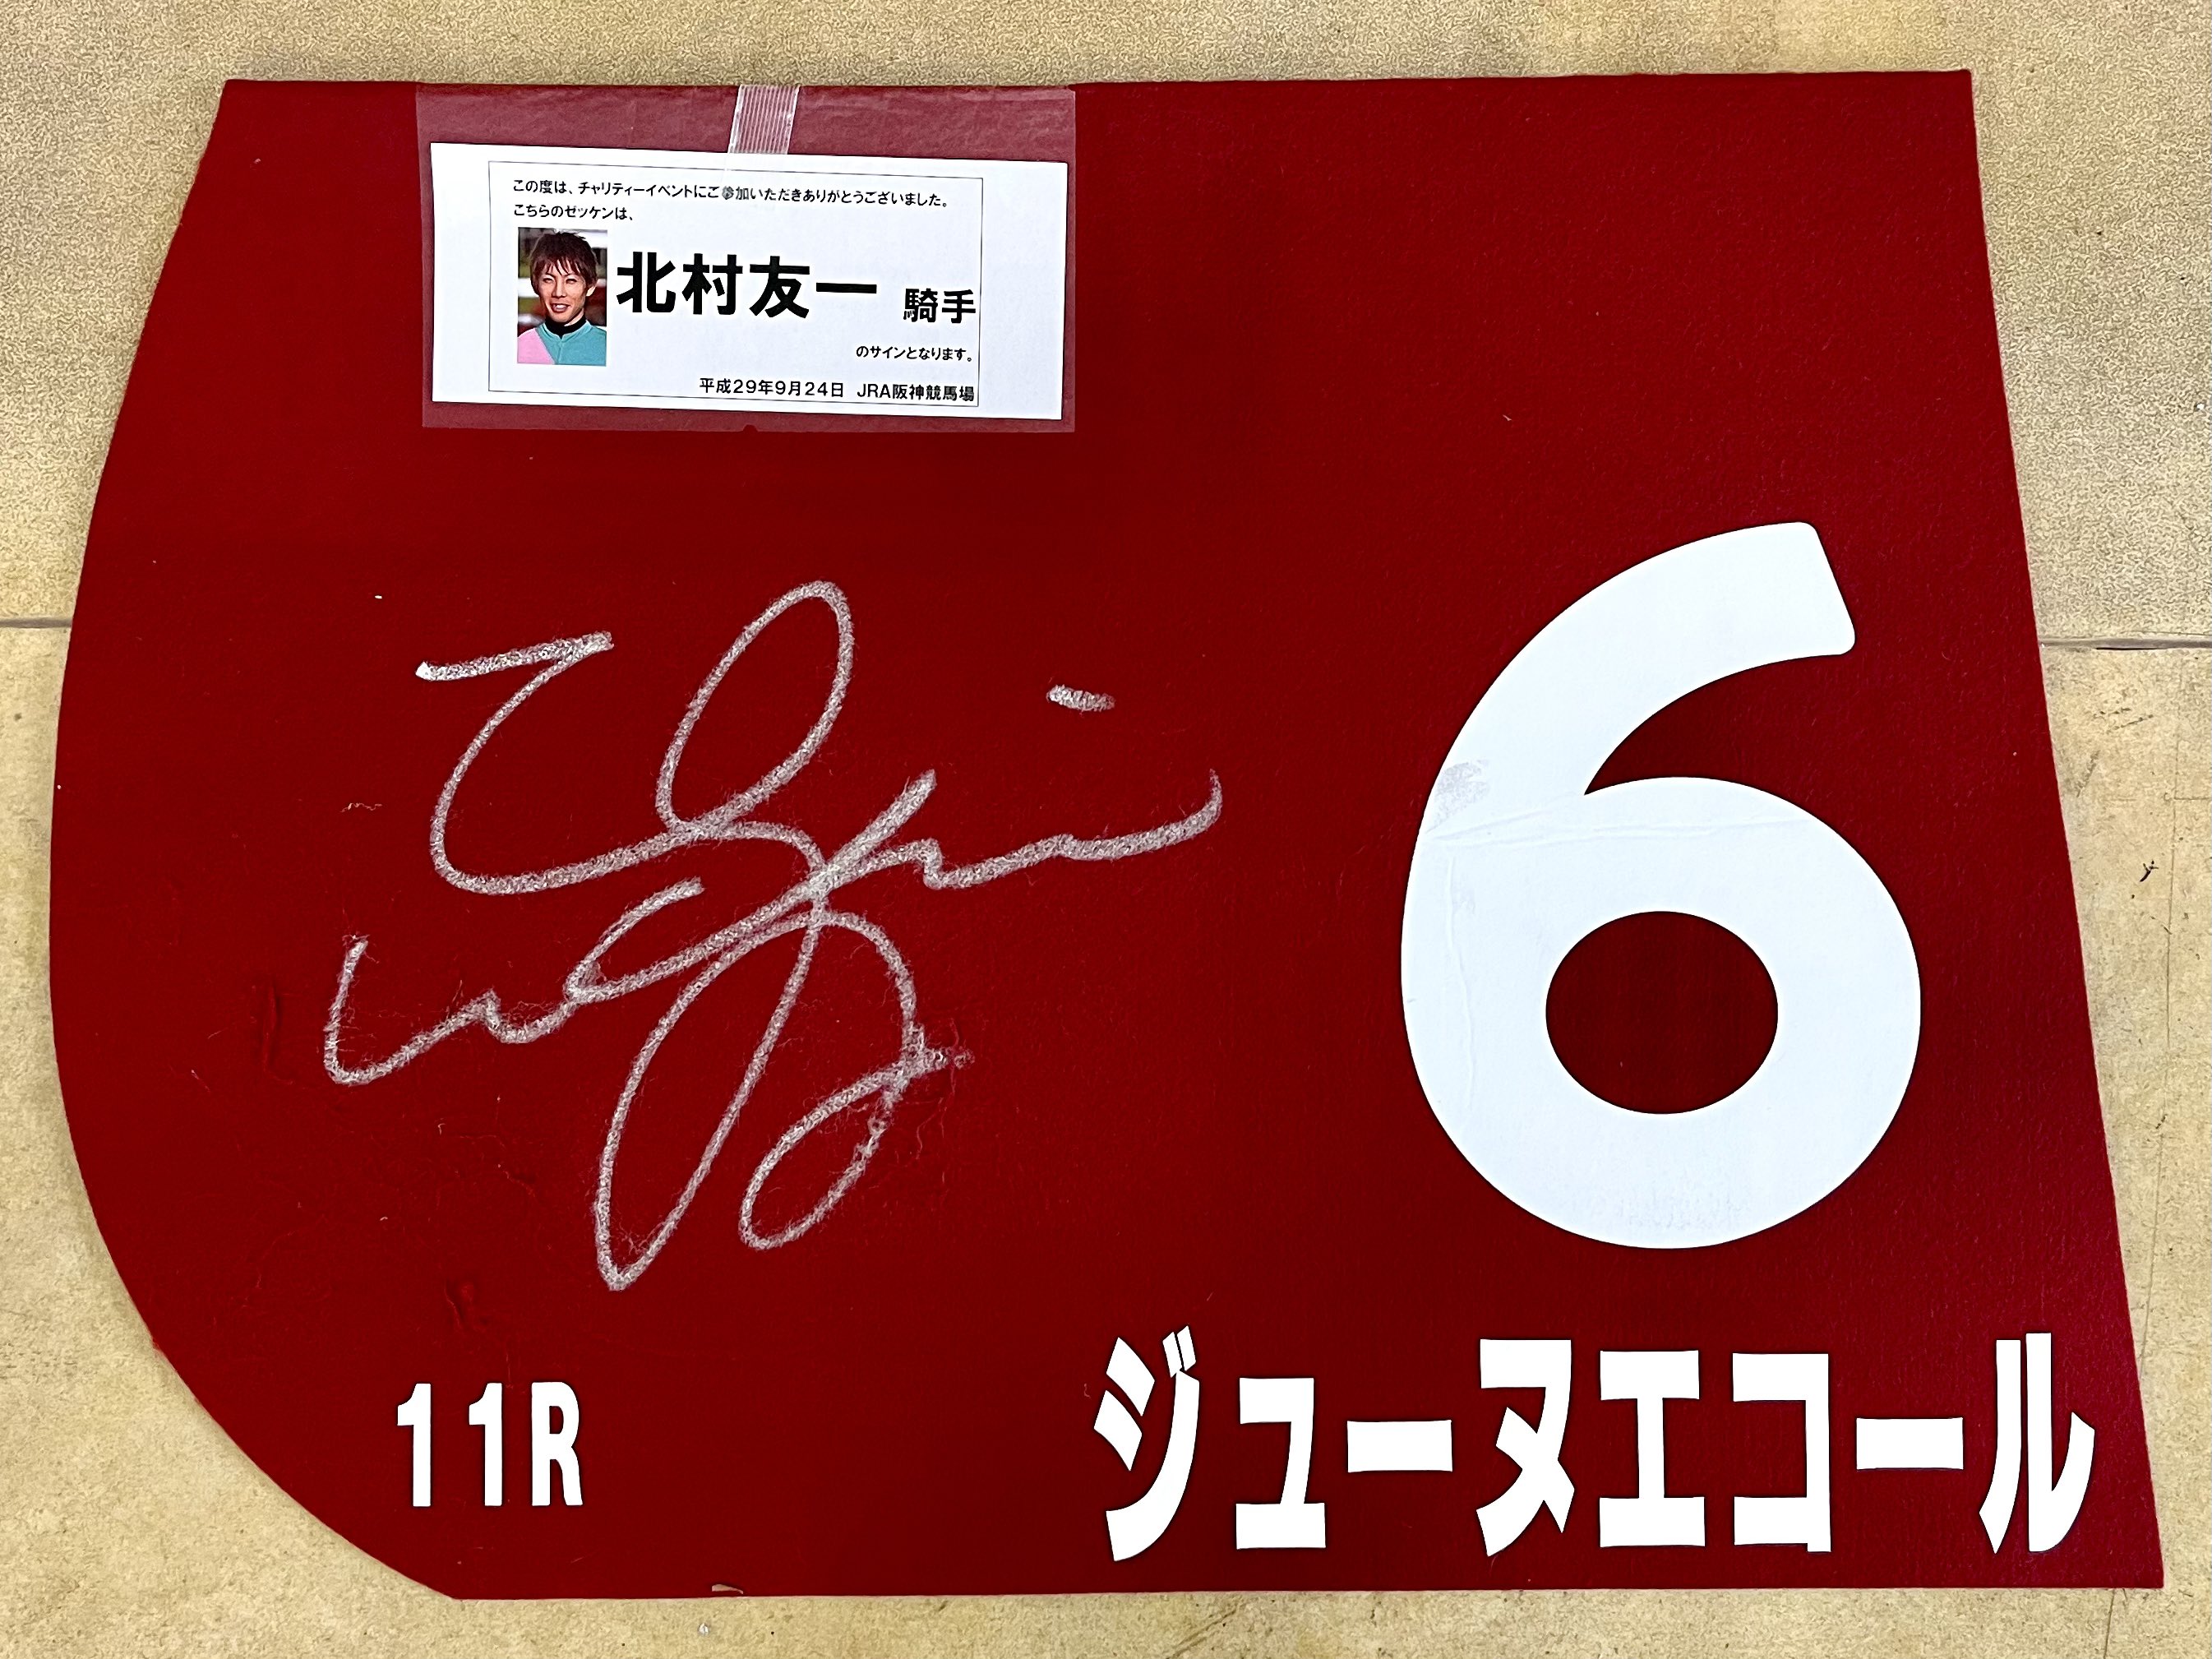 この度は、チャリティーイベントにご参加いただきありがとうございました。
こちらのゼッケンは、
北村友一 騎手
のサインとなります。
平成29年9月24日 JRA阪神競馬場
6
11R
ジューヌエコール